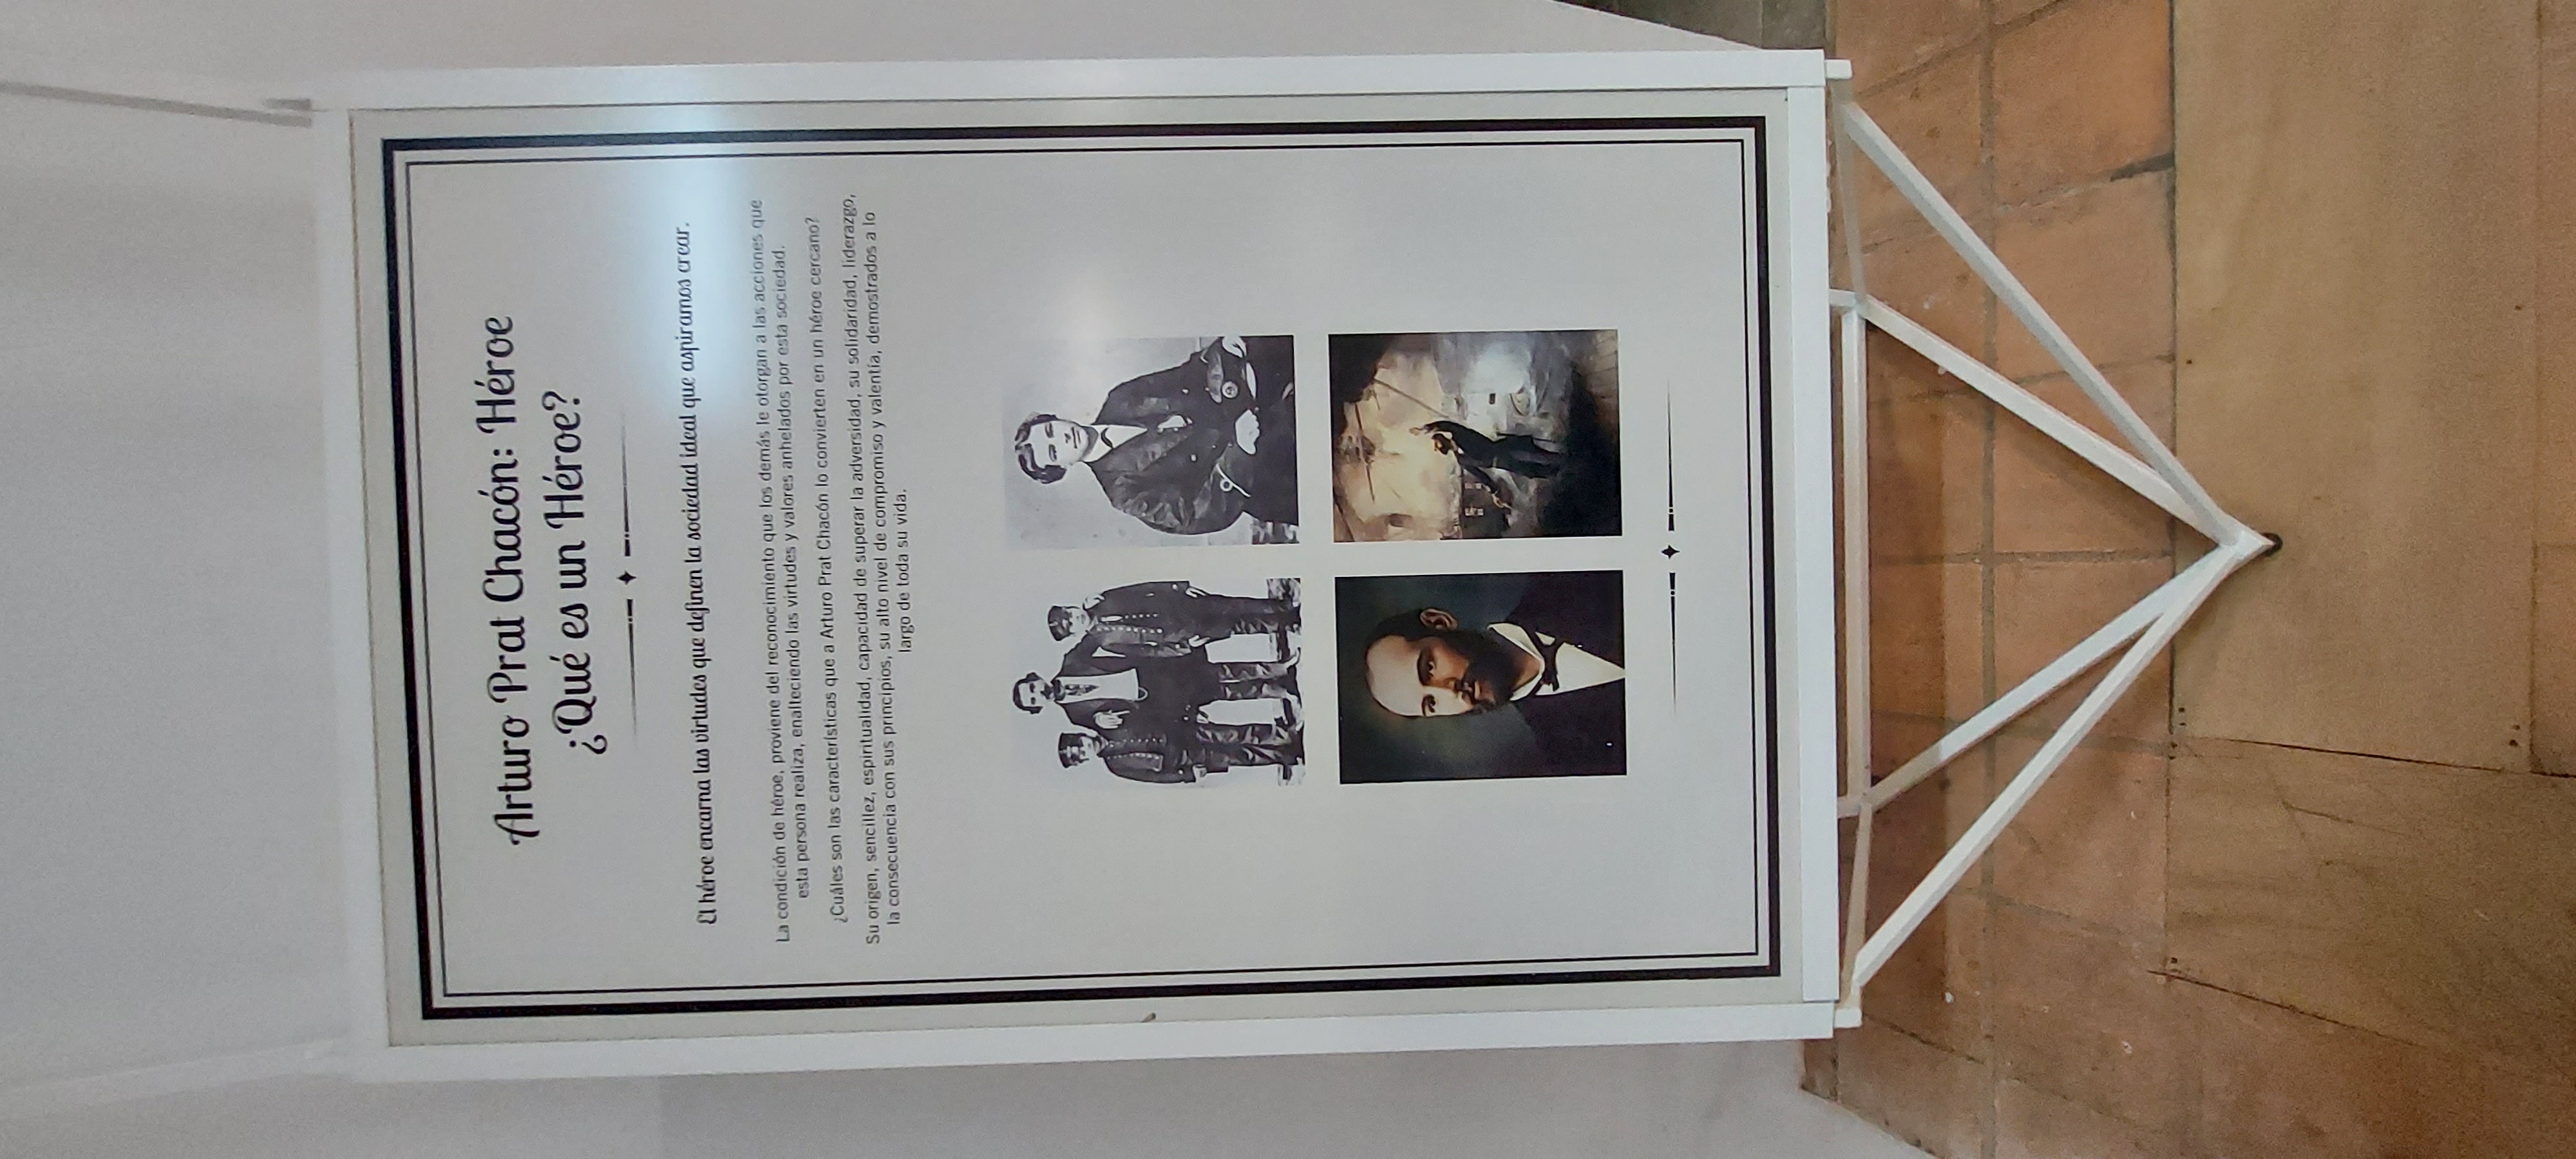 Arturo Prat Chacón: Héroe
¿Qué es un Héroe?
El héroe encarna las virtudes que definen la sociedad ideal que aspiramos crear.
La condición de héroe, proviene del reconocimiento que los demás le otorgan a las acciones que
esta persona realiza, enalteciendo las virtudes y valores anhelados por esta sociedad.
¿Cuáles son las características que a Arturo Prat Chacón lo convierten en un héroe cercano?
Su origen, sencillez, espiritualidad, capacidad de superar la adversidad, su solidaridad, liderazgo,
la consecuencia con sus principios, su alto nivel de compromiso y valentía, demostrados a lo
largo de toda su vida.